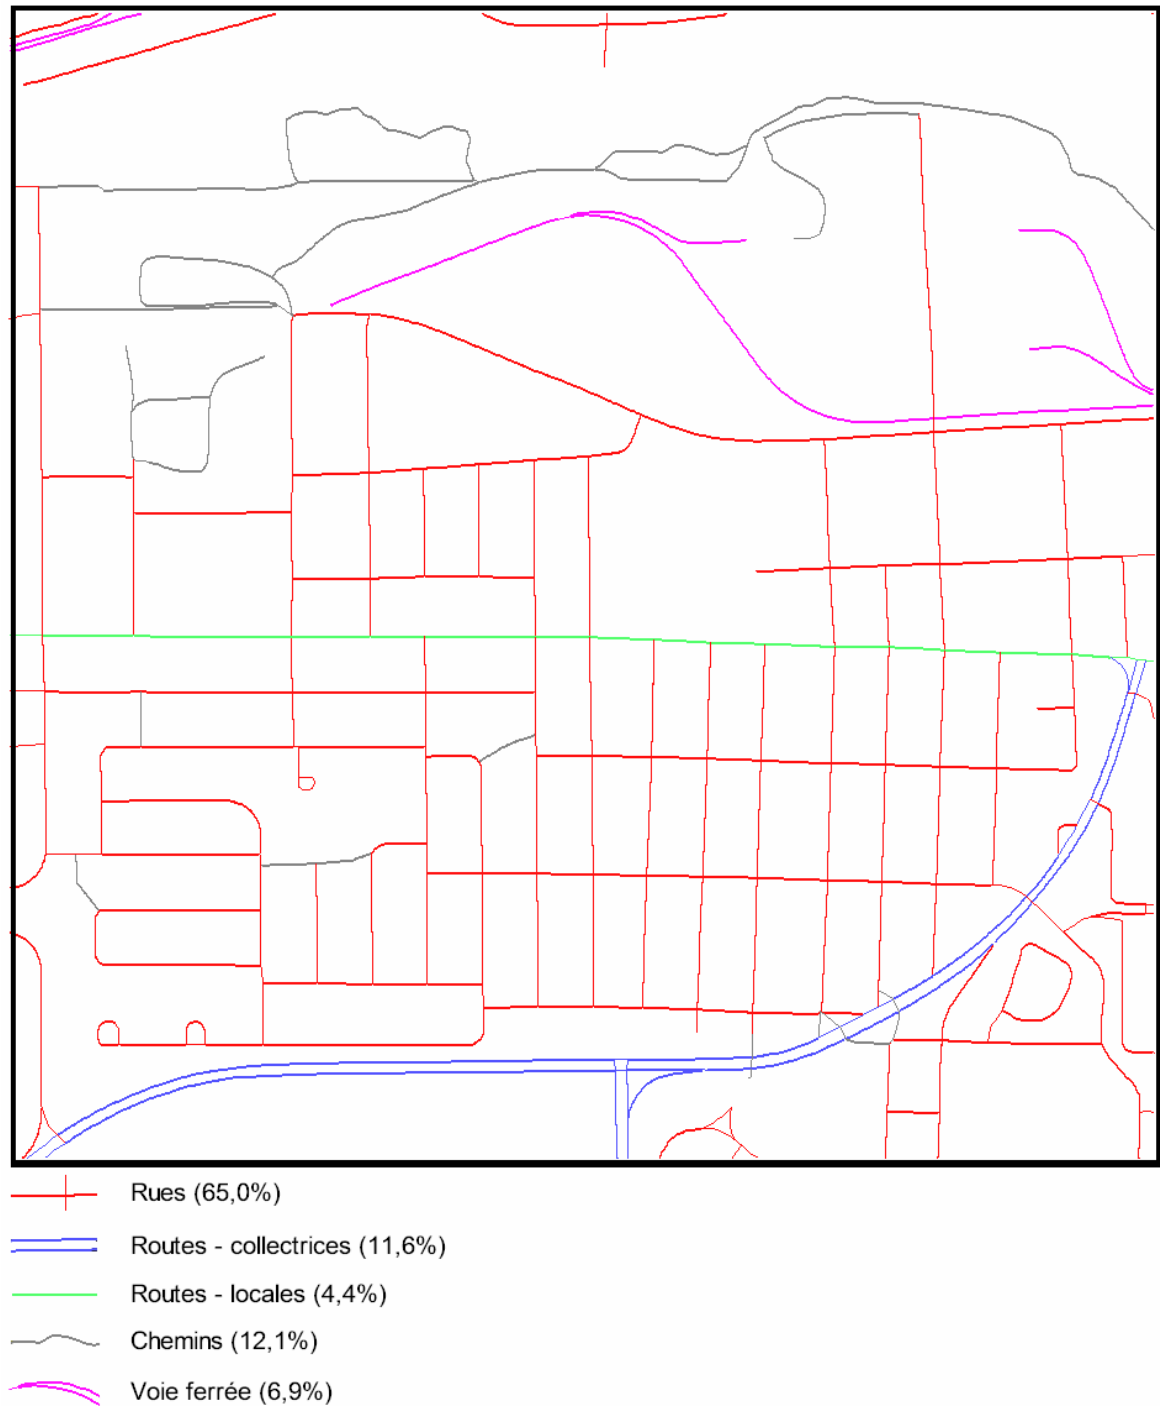 Rues (65,0%)
Routes - collectrices (11,6%)
Routes - locales (4,4%)
Chemins (12,1%)
Voie ferrée (6,9%)